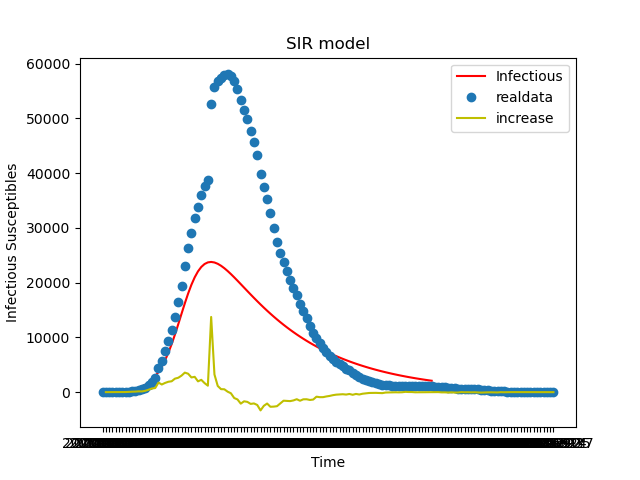 SIR model
Infectious
realdata
increase
60000
50000
40000
30000
20000
10000
0
Infectious Susceptibles
Time